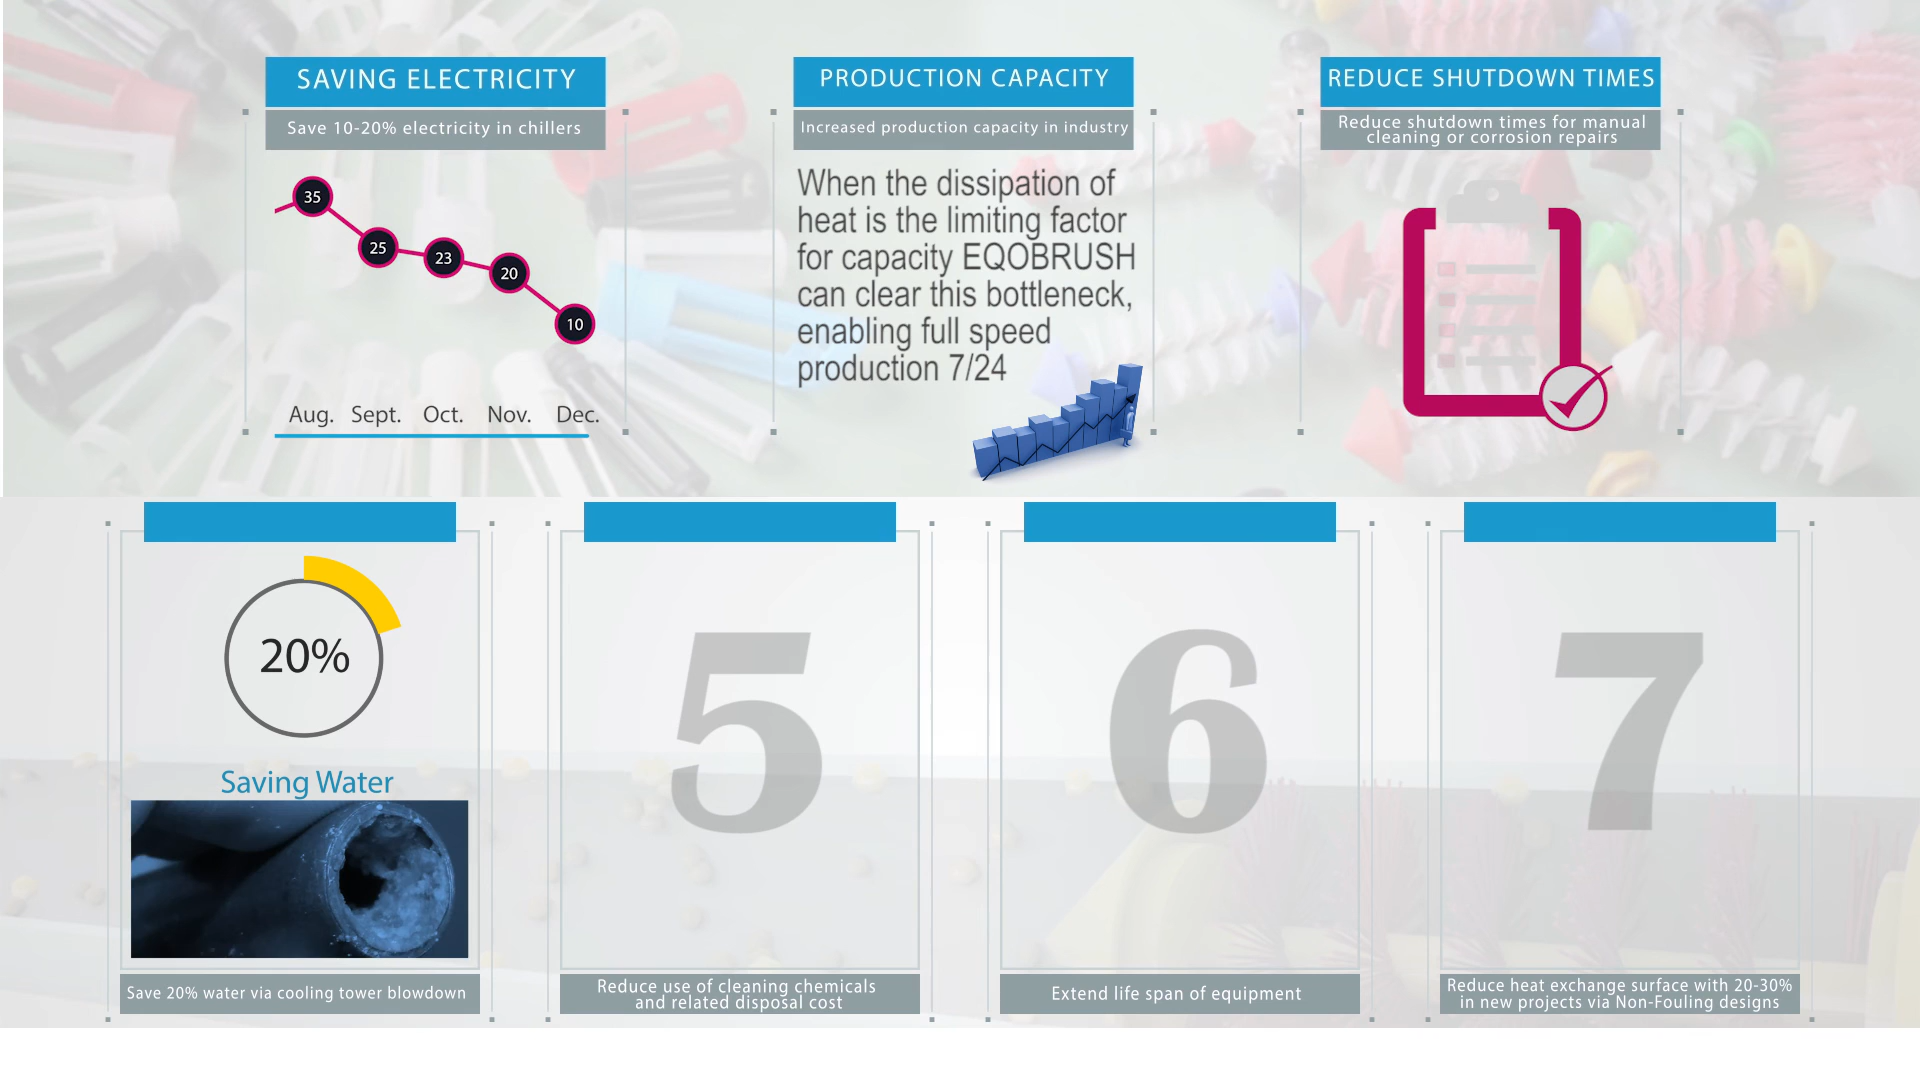 SAVING ELECTRICITY
Save 10-20% electricity in chillers
35
25
23
20
10
Aug. Sept. Oct. Nov. Dec.
PRODUCTION CAPACITY
Increased production capacity in industry
When the dissipation of
heat is the limiting factor
for capacity EQOBRUSH
can clear this bottleneck,
enabling full speed
production 7/24
REDUCE SHUTDOWN TIMES
Reduce shutdown times for manual
cleaning or corrosion repairs
20%
Saving Water
Save 20% water via cooling tower blowdown
5
Reduce use of cleaning chemicals
and related disposal cost
6
Extend life span of equipment
7
Reduce heat exchange surface with 20-30%
in new projects via Non-Fouling designs